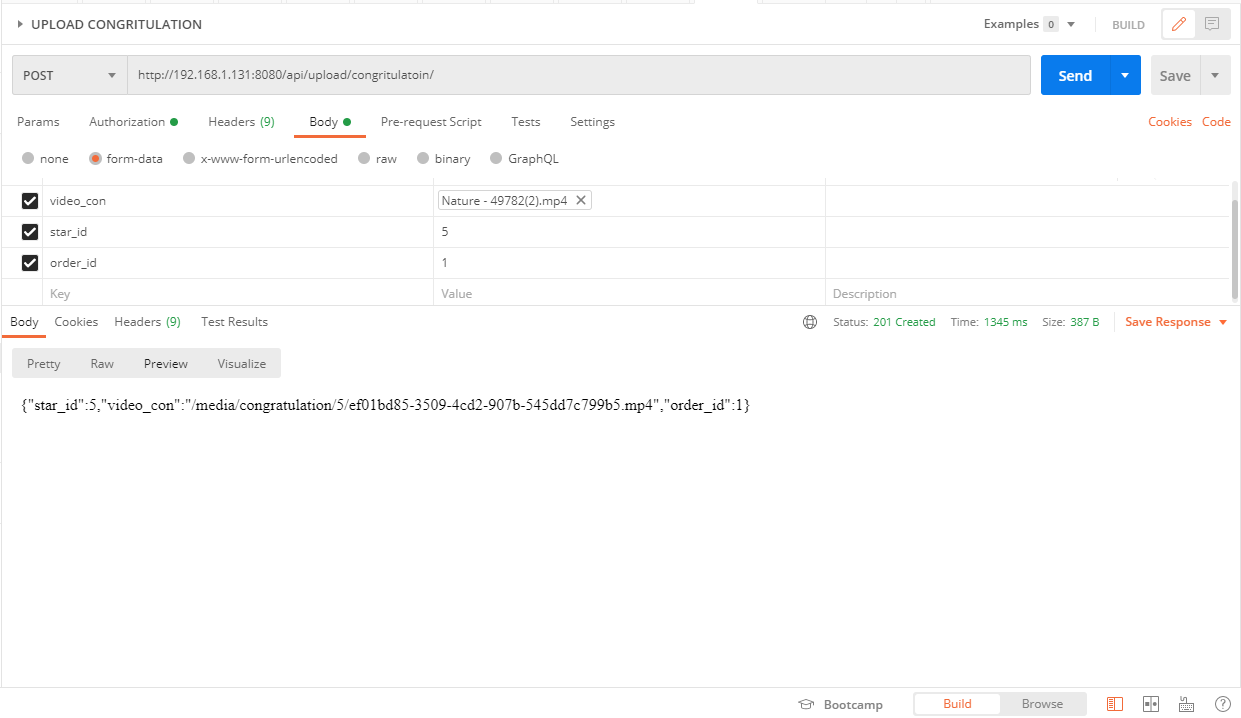 UPLOAD CONGRITULATION Examples 0 BUILD
POST http://192.168.1.131:8080/api/upload/congritulatoin/ Send Save
Params Authorization Headers (9) Body Pre-request Script Tests Settings Cookies Code
none form-data x-www-form-urlencoded raw binary GraphQL
video_con Nature - 49782(2).mp4
star_id 5
order_id 1
Key Value Description
Body Cookies Headers (9) Test Results Status: 201 Created Time: 1345 ms Size: 387 B Save Response
Pretty Raw Preview Visualize
{"star_id":5,"video_con":"/media/congratulation/5/ef01bd85-3509-4cd2-907b-545dd7c799b5.mp4","order_id":1}
Bootcamp Build Browse